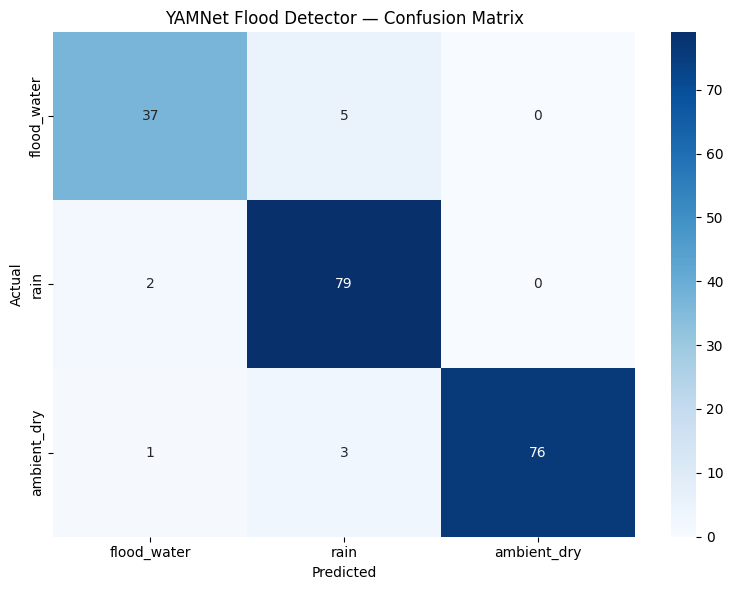 YAMNet Flood Detector — Confusion Matrix
flood_water
37
5
0
70
60
50
Actual
rain
2
79
0
40
30
20
ambient_dry
1
3
76
10
0
flood_water
rain
ambient_dry
Predicted